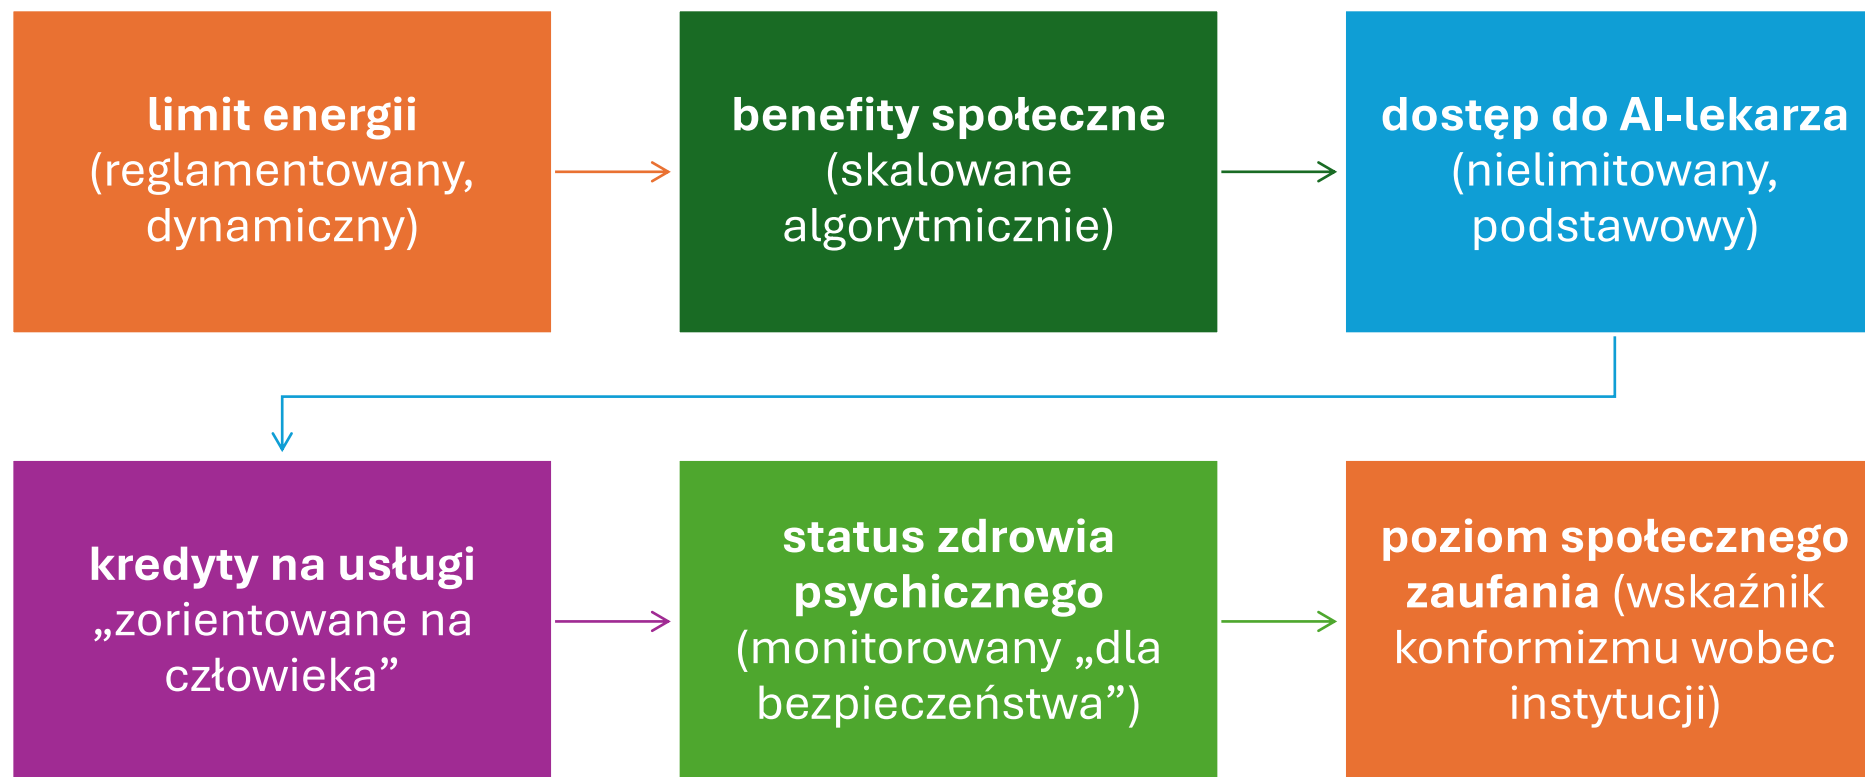 limit energii
(reglamentowany,
dynamiczny)
benefity społeczne
(skalowane
algorytmicznie)
dostęp do AI-lekarza
(nielimitowany,
podstawowy)
kredyty na usługi
„zorientowane na
człowieka”
status zdrowia
psychicznego
(monitorowany „dla
bezpieczeństwa”)
poziom społecznego
zaufania (wskaźnik
konformizmu wobec
instytucji)